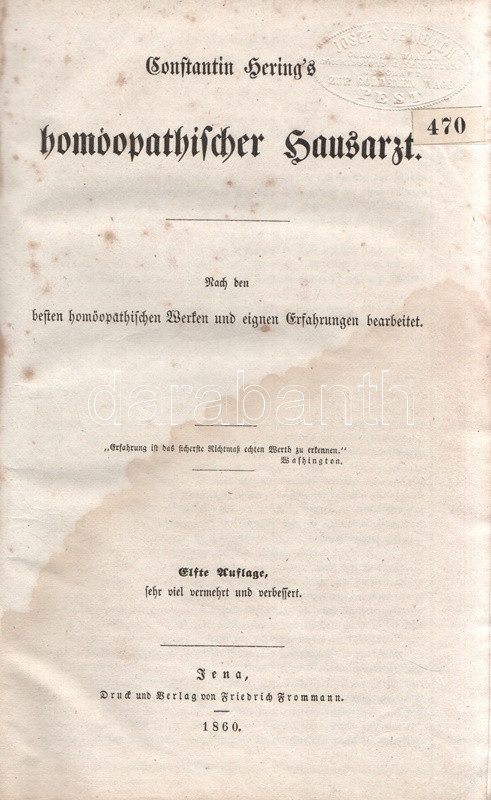 Constantin Hering's
JOSEF
PEST
470
homöopathischer Hausarzt.
Nach den
besten homöopathischen Werken und eignen Erfahrungen bearbeitet.
darabanth
„Erfahrung ist das sicherste Richtmaß echten Werth zu erkennen.“
Washington.
Elfte Auflage,
sehr viel vermehrt und verbessert.
Jena,
Druck und Verlag von Friedrich Frommann.
1860.